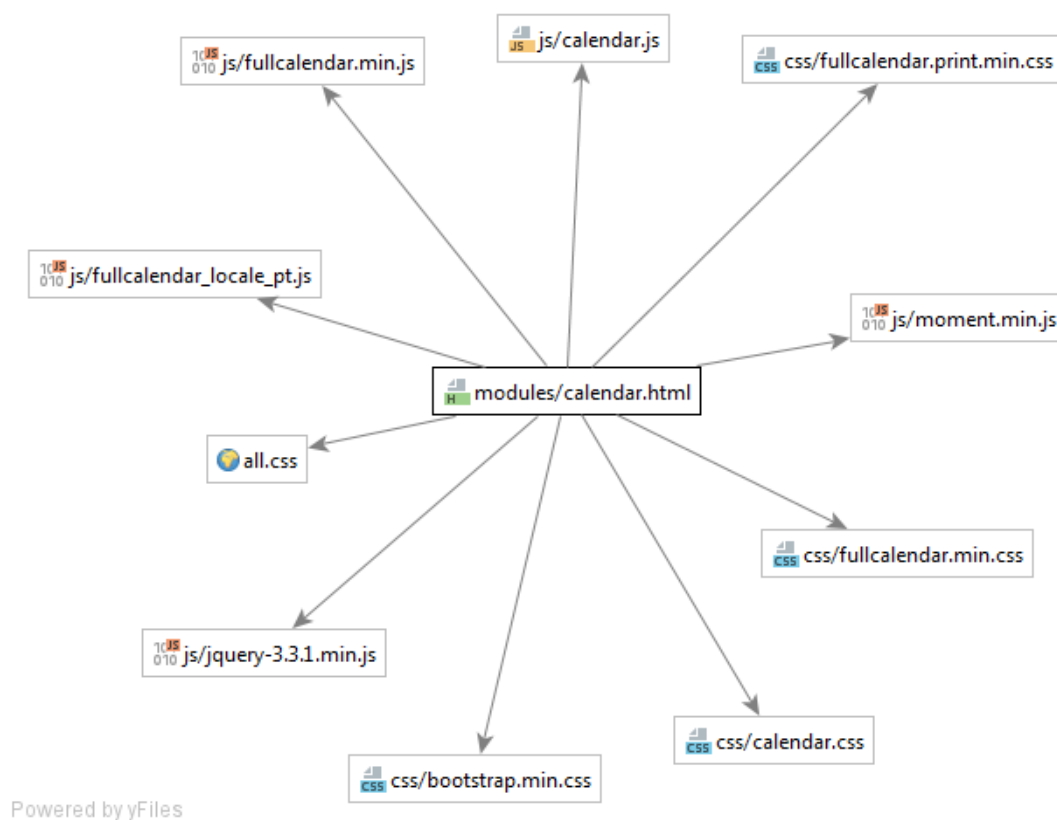 js/calendar.js
js/fullcalendar.min.js
css/fullcalendar.print.min.css
js/fullcalendar_locale_pt.js
js/moment.min.js
modules/calendar.html
all.css
css/fullcalendar.min.css
js/jquery-3.3.1.min.js
css/calendar.css
css/bootstrap.min.css
Powered by yFiles